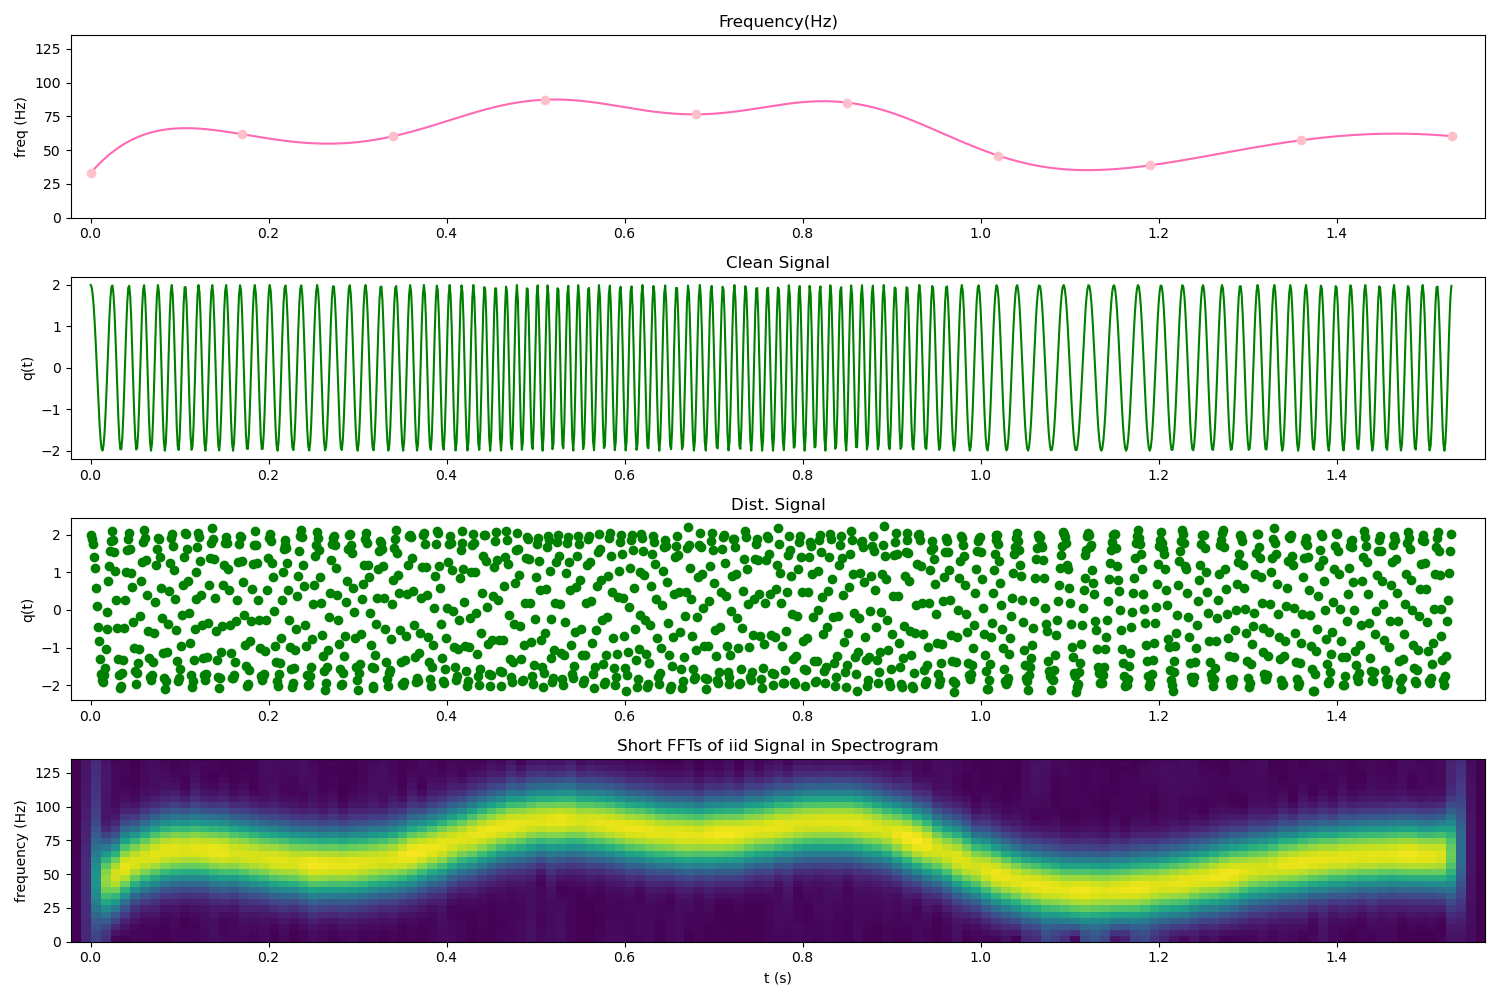 Frequency(Hz)
freq (Hz)
125
100
75
50
25
0
0.0 0.2 0.4 0.6 0.8 1.0 1.2 1.4
Clean Signal
q(t)
2
1
0
−1
−2
0.0 0.2 0.4 0.6 0.8 1.0 1.2 1.4
Dist. Signal
q(t)
2
1
0
−1
−2
0.0 0.2 0.4 0.6 0.8 1.0 1.2 1.4
Short FFTs of iid Signal in Spectrogram
frequency (Hz)
125
100
75
50
25
0
0.0 0.2 0.4 0.6 0.8 1.0 1.2 1.4
t (s)